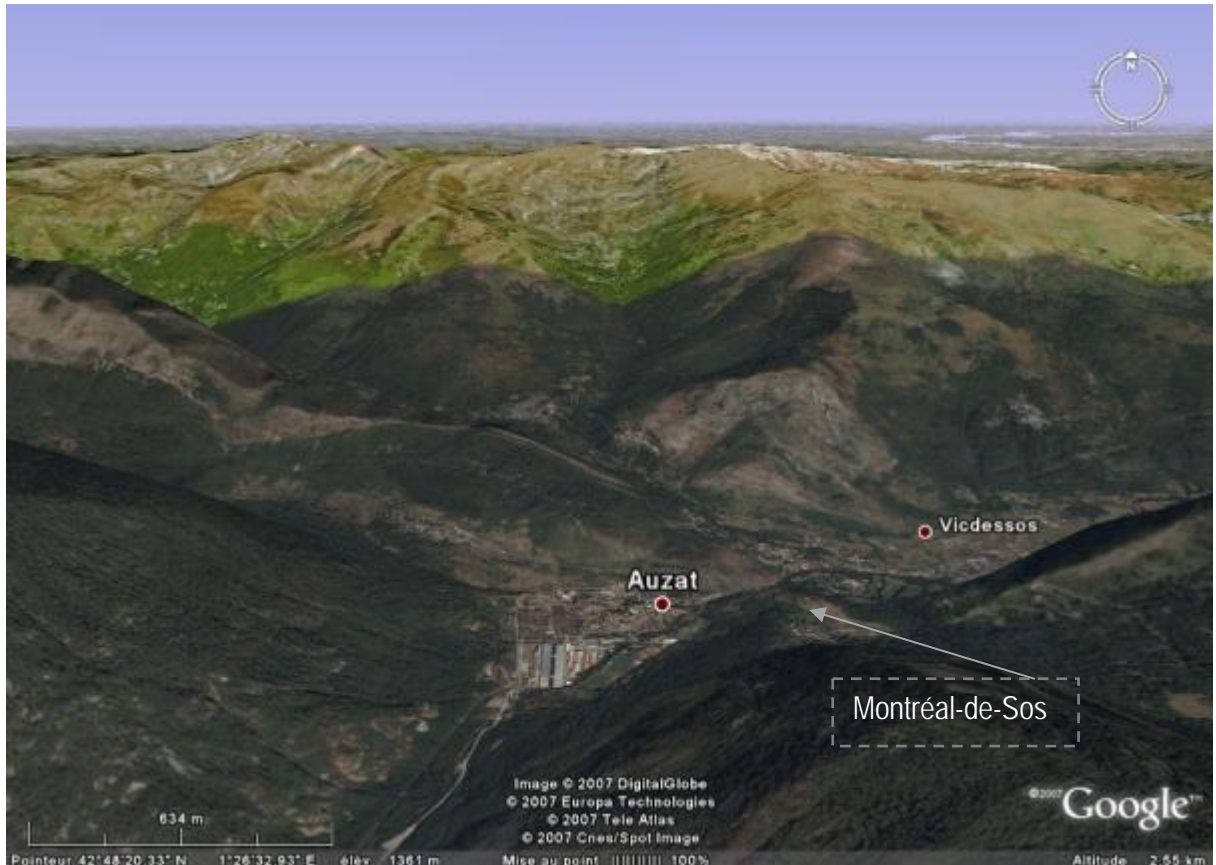 N
Vicdessos
Auzat
Montréal-de-Sos
Image © 2007 DigitalGlobe
© 2007 Europa Technologies
© 2007 Tele Atlas
© 2007 Cnes/Spot Image
©2007 Google™
634 m
Pointeur 42°48'20.33" N 1°26'32.93" E élév 1361 m Mise au point ||||||||| 100% Altitude 2.55 km